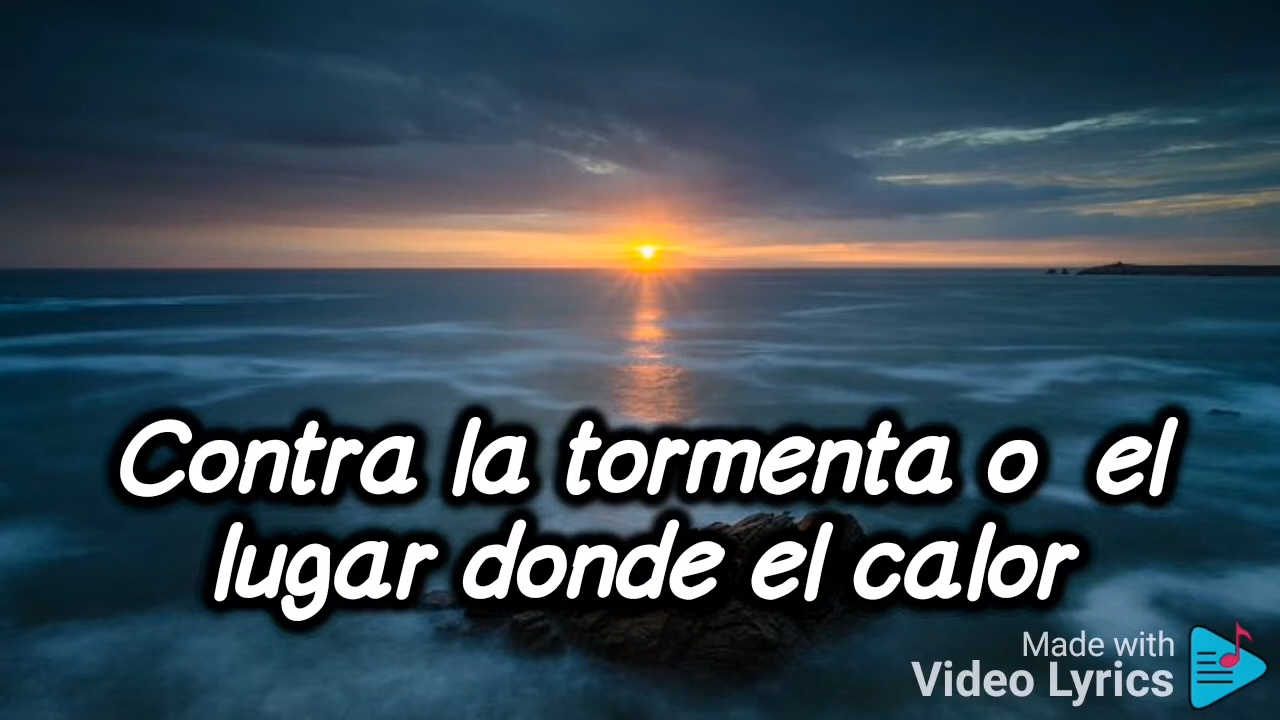 Contra la tormenta o  el
lugar donde el calor
Made with
Video Lyrics